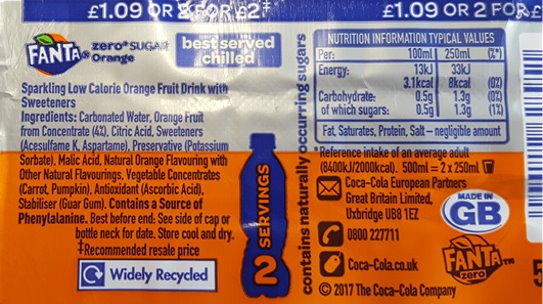 £1.09 OR 2 FOR £2‡
£1.09 OR 2 FOR £
FANTA® zero* SUGAR
Orange
best served
chilled
Sparkling Low Calorie Orange Fruit Drink with
Sweeteners
Ingredients: Carbonated Water, Orange Fruit
from Concentrate (4%), Citric Acid, Sweeteners
(Acesulfame K, Aspartame), Preservative (Potassium
Sorbate), Malic Acid, Natural Orange Flavouring with
Other Natural Flavourings, Vegetable Concentrates
(Carrot, Pumpkin), Antioxidant (Ascorbic Acid),
Stabiliser (Guar Gum). Contains a Source of
Phenylalanine. Best before end: See side of cap or
bottle neck for date. Store cool and dry.
‡Recommended resale price
Widely Recycled
2 SERVINGS
contains naturally occurring sugars
NUTRITION INFORMATION TYPICAL VALUES
Per: 100ml 250ml (%*)
Energy: 13kJ 33kJ
3.1kcal 8kcal (0%)
Carbohydrate: 0.5g 1.3g (0%)
of which sugars: 0.5g 1.3g (1%)
Fat, Saturates, Protein, Salt – negligible amount
*Reference intake of an average adult
(8400kJ/2000kcal). 500ml = 2 x 250ml
Coca-Cola European Partners
Great Britain Limited,
Uxbridge UB8 1EZ
0800 227711
Coca-Cola.co.uk
© 2017 The Coca-Cola Company
MADE IN
GB
FANTA™
zero
5